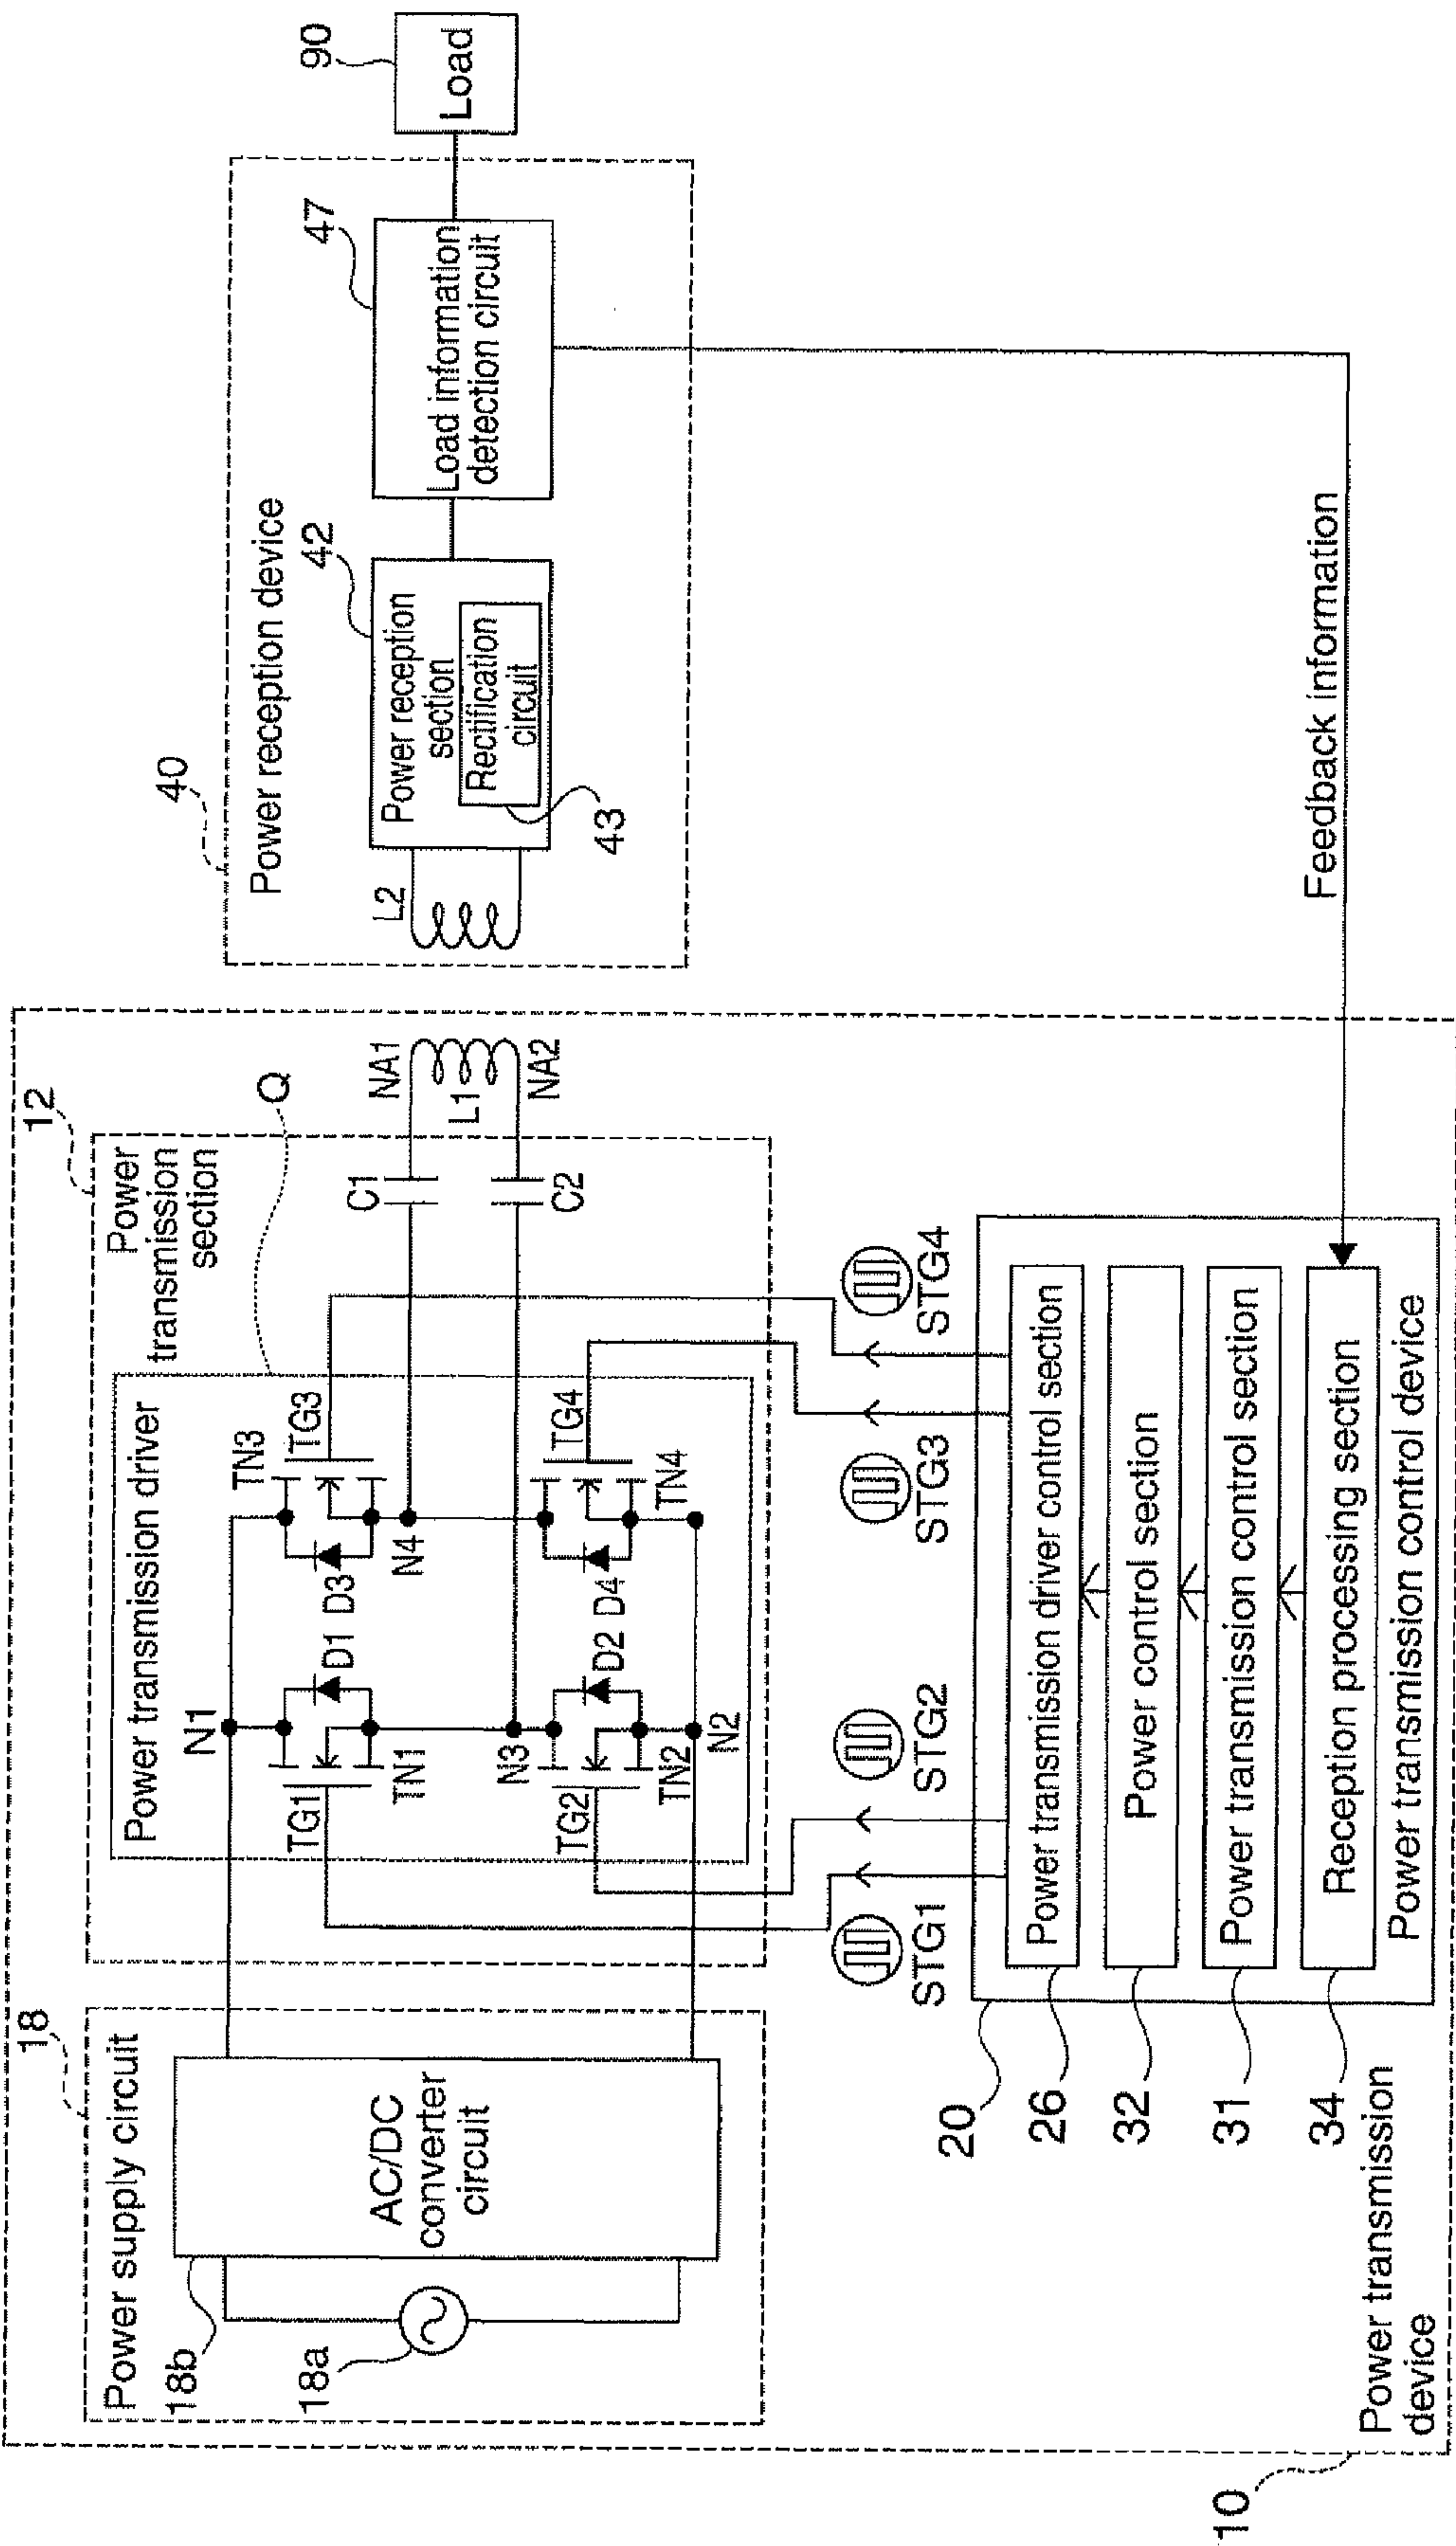 10
Power transmission
device
18
Power supply circuit
18b
18a
AC/DC
converter
circuit
12
Power
transmission
section
Q
Power transmission driver
N1
TG1
TN1
D1
D3
TN3
TG3
N4
N3
TG2
TN2
D2
D4
TN4
TG4
N2
C1
C2
NA1
L1
NA2
STG1
STG2
STG3
STG4
20
26
Power transmission driver control section
32
Power control section
31
Power transmission control section
34
Reception processing section
Power transmission control device
40
Power reception device
L2
42
Power reception
section
Rectification
circuit
43
47
Load information
detection circuit
90
Load
Feedback information